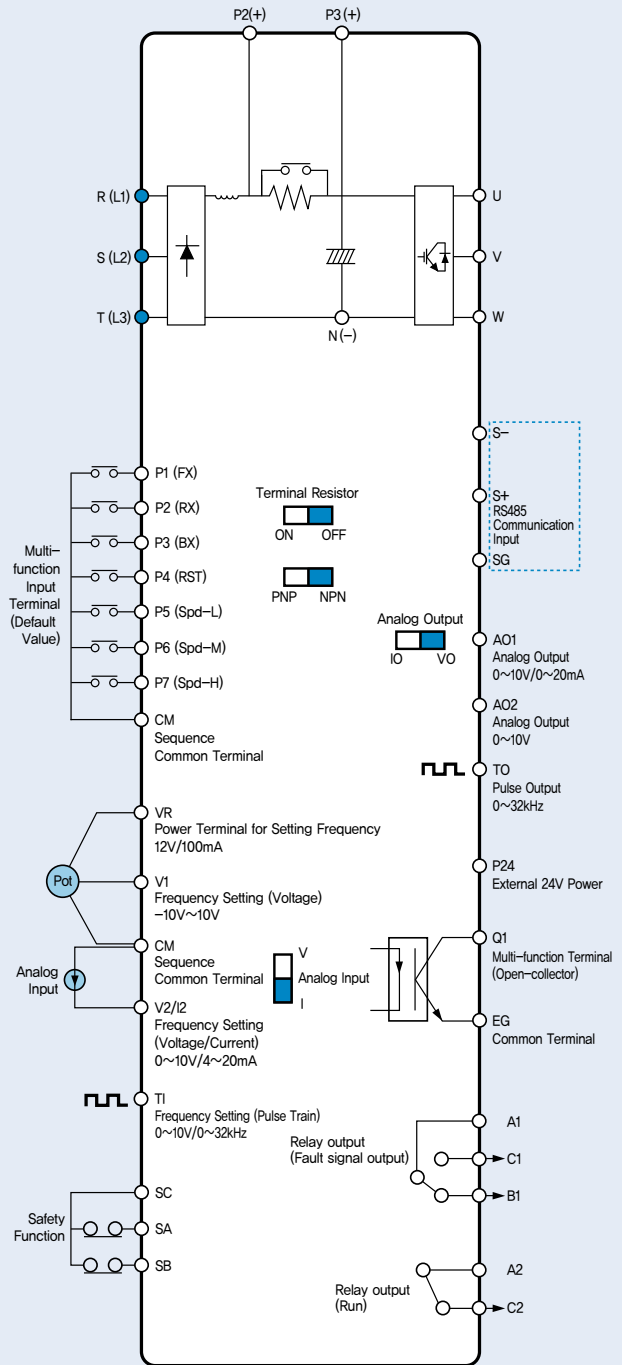 P2(+)
P3(+)
R (L1)
S (L2)
T (L3)
U
V
W
N(−)
S−
S+
RS485
Communication
Input
SG
Multi−
function
Input
Terminal
(Default
Value)
P1 (FX)
P2 (RX)
P3 (BX)
P4 (RST)
P5 (Spd−L)
P6 (Spd−M)
P7 (Spd−H)
CM
Sequence
Common Terminal
Terminal Resistor
ON OFF
PNP NPN
Analog Output
IO VO
AO1
Analog Output
0~10V/0~20mA
AO2
Analog Output
0~10V
TO
Pulse Output
0~32kHz
VR
Power Terminal for Setting Frequency
12V/100mA
Pot
V1
Frequency Setting (Voltage)
−10V~10V
CM
Sequence
Common Terminal
Analog
Input
V2/I2
Frequency Setting
(Voltage/Current)
0~10V/4~20mA
V
Analog Input
I
P24
External 24V Power
Q1
Multi-function Terminal
(Open-collector)
EG
Common Terminal
TI
Frequency Setting (Pulse Train)
0~10V/0~32kHz
Relay output
(Fault signal output)
A1
C1
B1
Safety
Function
SC
SA
SB
Relay output
(Run)
A2
C2